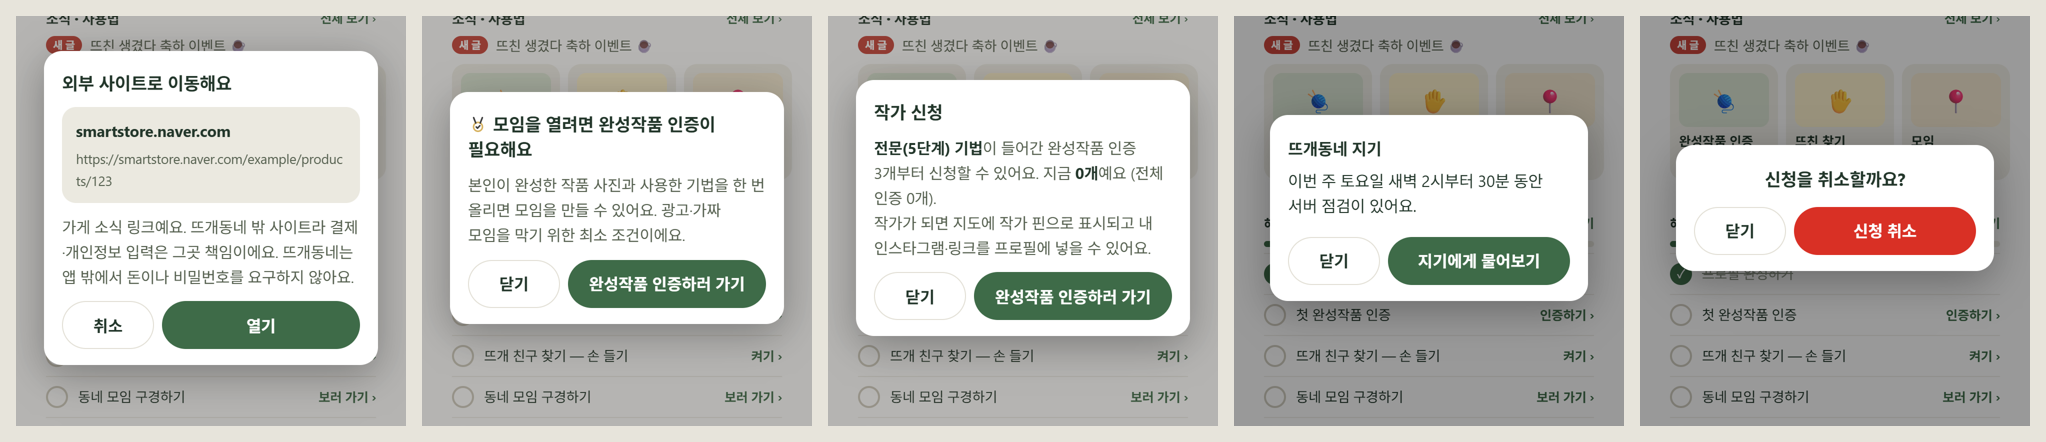 소식·사용법
전체 보기 ›
새 글 뜨친 생겼다 축하 이벤트
외부 사이트로 이동해요
smartstore.naver.com
https://smartstore.naver.com/example/produc
ts/123
가게 소식 링크예요. 뜨개동네 밖 사이트라 결제
·개인정보 입력은 그곳 책임이에요. 뜨개동네는
앱 밖에서 돈이나 비밀번호를 요구하지 않아요.
취소
열기
뜨개 친구 찾기 — 손 들기
켜기 ›
동네 모임 구경하기
보러 가기 ›
소식·사용법
전체 보기 ›
새 글 뜨친 생겼다 축하 이벤트
모임을 열려면 완성작품 인증이
필요해요
본인이 완성한 작품 사진과 사용한 기법을 한 번
올리면 모임을 만들 수 있어요. 광고·가짜
모임을 막기 위한 최소 조건이에요.
닫기
완성작품 인증하러 가기
뜨개 친구 찾기 — 손 들기
켜기 ›
동네 모임 구경하기
보러 가기 ›
소식·사용법
전체 보기 ›
새 글 뜨친 생겼다 축하 이벤트
작가 신청
전문(5단계) 기법이 들어간 완성작품 인증
3개부터 신청할 수 있어요. 지금 0개예요 (전체
인증 0개).
작가가 되면 지도에 작가 핀으로 표시되고 내
인스타그램·링크를 프로필에 넣을 수 있어요.
닫기
완성작품 인증하러 가기
뜨개 친구 찾기 — 손 들기
켜기 ›
동네 모임 구경하기
보러 가기 ›
소식·사용법
전체 보기 ›
새 글 뜨친 생겼다 축하 이벤트
뜨개동네 지기
이번 주 토요일 새벽 2시부터 30분 동안
서버 점검이 있어요.
닫기
지기에게 물어보기
첫 완성작품 인증
인증하기 ›
뜨개 친구 찾기 — 손 들기
켜기 ›
동네 모임 구경하기
보러 가기 ›
소식·사용법
전체 보기 ›
새 글 뜨친 생겼다 축하 이벤트
완성작품 인증
뜨친 찾기
모임
신청을 취소할까요?
닫기
신청 취소
프로필 완성하기
첫 완성작품 인증
인증하기 ›
뜨개 친구 찾기 — 손 들기
켜기 ›
동네 모임 구경하기
보러 가기 ›